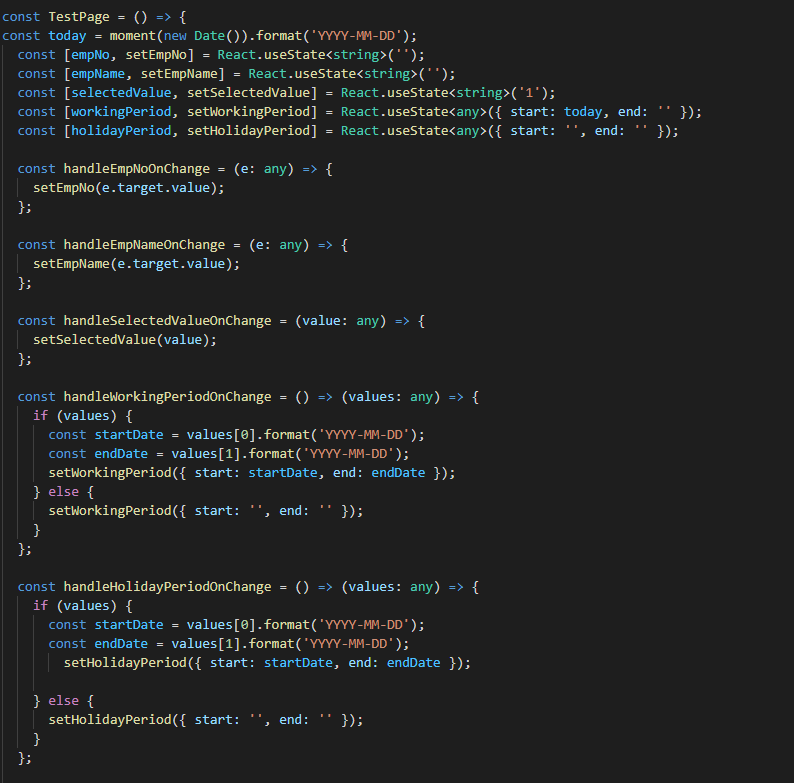 const TestPage = () => {
const today = moment(new Date()).format('YYYY-MM-DD');
  const [empNo, setEmpNo] = React.useState<string>('');
  const [empName, setEmpName] = React.useState<string>('');
  const [selectedValue, setSelectedValue] = React.useState<string>('1');
  const [workingPeriod, setWorkingPeriod] = React.useState<any>({ start: today, end: '' });
  const [holidayPeriod, setHolidayPeriod] = React.useState<any>({ start: '', end: '' });

  const handleEmpNoOnChange = (e: any) => {
    setEmpNo(e.target.value);
  };

  const handleEmpNameOnChange = (e: any) => {
    setEmpName(e.target.value);
  };

  const handleSelectedValueOnChange = (value: any) => {
    setSelectedValue(value);
  };

  const handleWorkingPeriodOnChange = () => (values: any) => {
    if (values) {
      const startDate = values[0].format('YYYY-MM-DD');
      const endDate = values[1].format('YYYY-MM-DD');
      setWorkingPeriod({ start: startDate, end: endDate });
    } else {
      setWorkingPeriod({ start: '', end: '' });
    }
  };

  const handleHolidayPeriodOnChange = () => (values: any) => {
    if (values) {
      const startDate = values[0].format('YYYY-MM-DD');
      const endDate = values[1].format('YYYY-MM-DD');
        setHolidayPeriod({ start: startDate, end: endDate });

    } else {
      setHolidayPeriod({ start: '', end: '' });
    }
  };